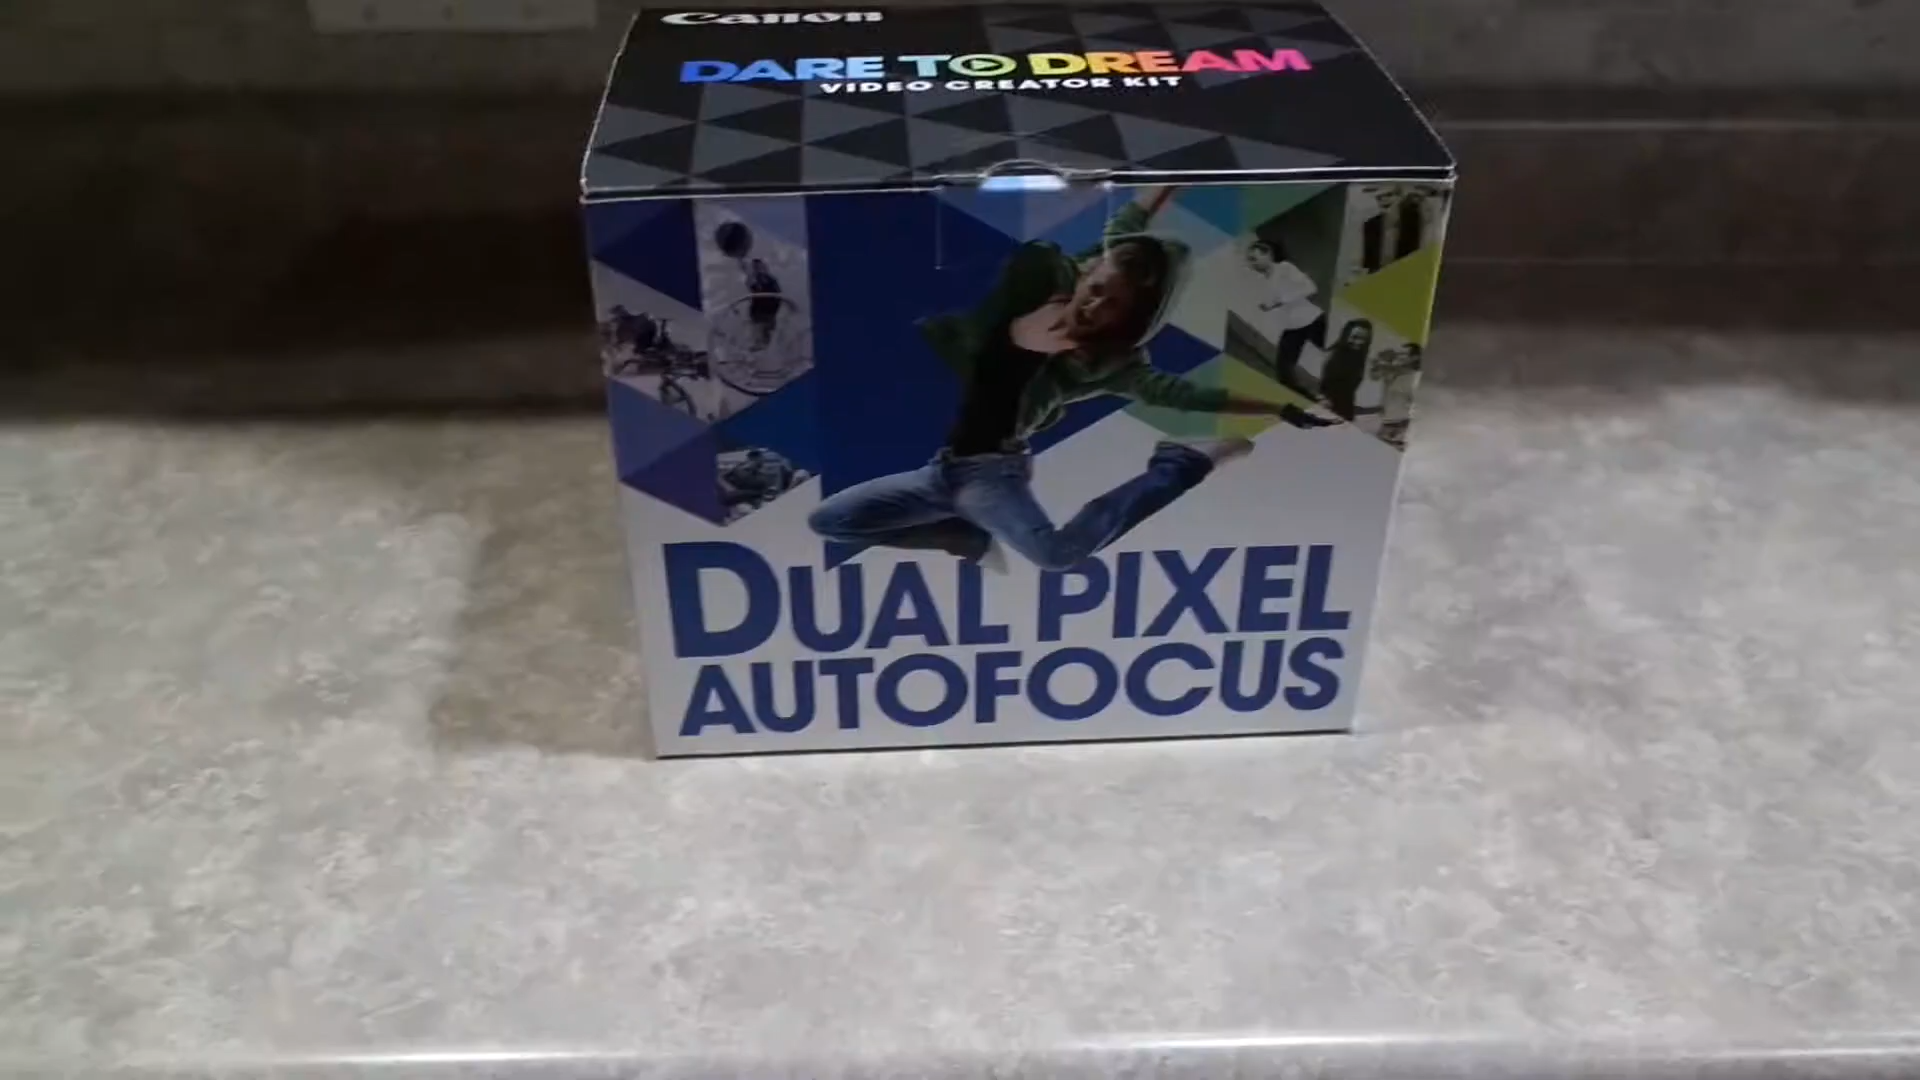 Canon
DARE TO DREAM
VIDEO CREATOR KIT
DUAL PIXEL
AUTOFOCUS